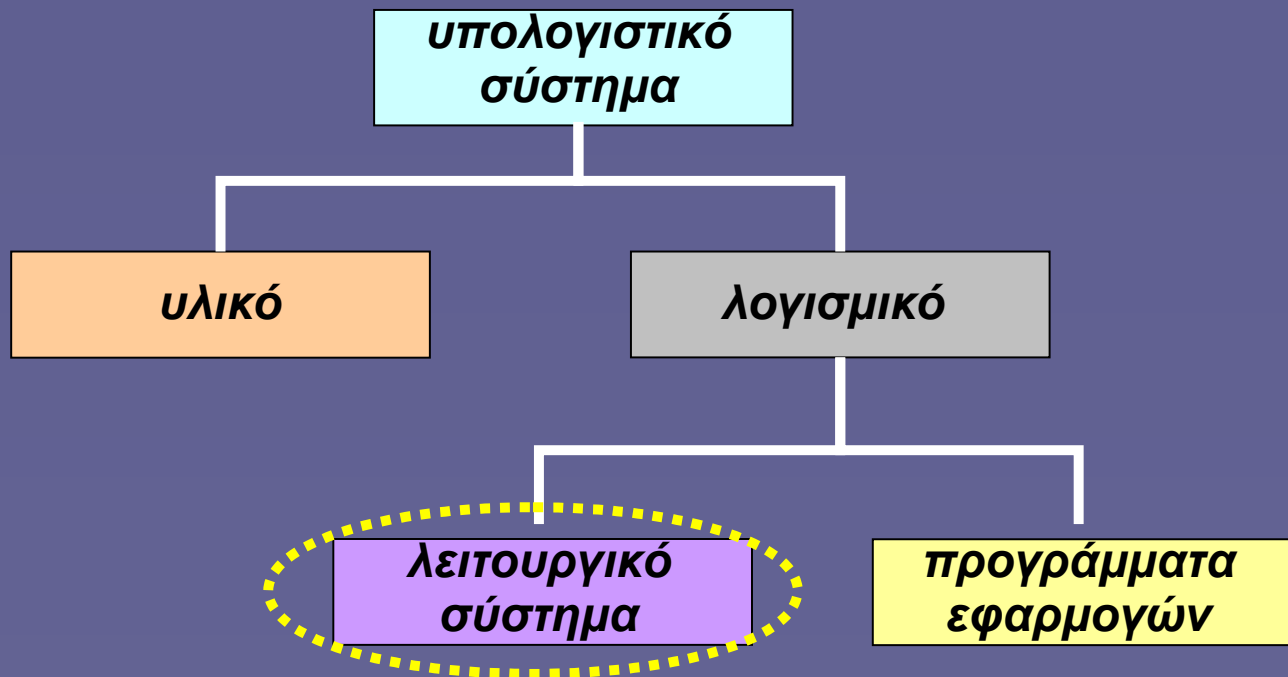 υπολογιστικό
σύστημα
υλικό
λογισμικό
λειτουργικό
σύστημα
προγράμματα
εφαρμογών